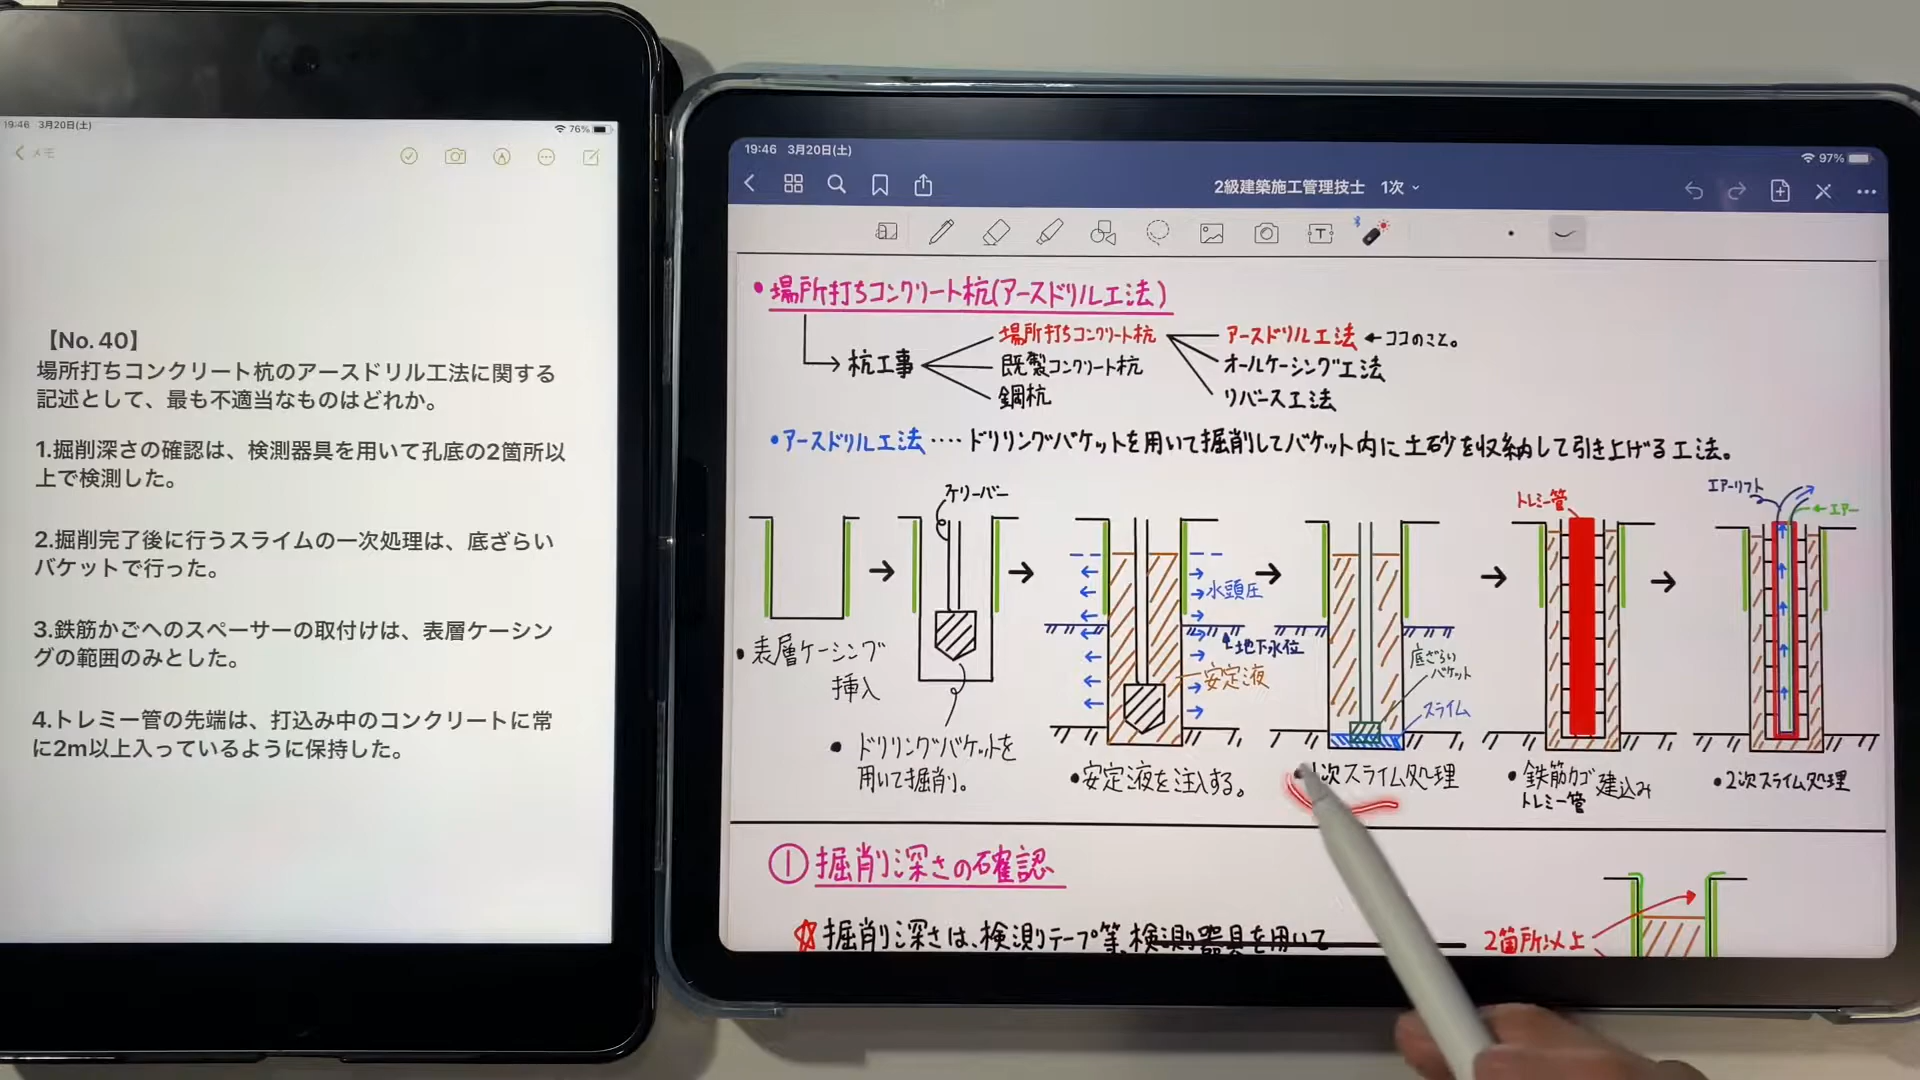 19:46 3月20日(土)
76%
メモ
【No. 40】
場所打ちコンクリート杭のアースドリル工法に関する
記述として、最も不適当なものはどれか。
1.掘削深さの確認は、検測器具を用いて孔底の2箇所以
上で検測した。
2.掘削完了後に行うスライムの一次処理は、底ざらい
バケットで行った。
3.鉄筋かごへのスペーサーの取付けは、表層ケーシン
グの範囲のみとした。
4.トレミー管の先端は、打込み中のコンクリートに常
に2m以上入っているように保持した。
19:46 3月20日(土)
97%
2級建築施工管理技士 1次
•場所打ちコンクリート杭(アースドリル工法)
杭工事
場所打ちコンクリート杭
既製コンクリート杭
鋼杭
アースドリル工法←ココのこと。
オールケーシング工法
リバース工法
•アースドリル工法‥‥ドリリングバケットを用いて掘削してバケット内に土砂を収納して引き上げる工法。
ケリーバー
水頭圧
地下水位
安定液
底ざらい
バケット
スライム
トレミー管
エアーリフト
←エアー
•表層ケーシング
挿入
•ドリリングバケットを
用いて掘削。
•安定液を注入する。
•1次スライム処理
•鉄筋カゴ
トレミー管
建込み
•2次スライム処理
①掘削深さの確認
☆掘削深さは、検測テープ等、検測器具を用いて
2箇所以上